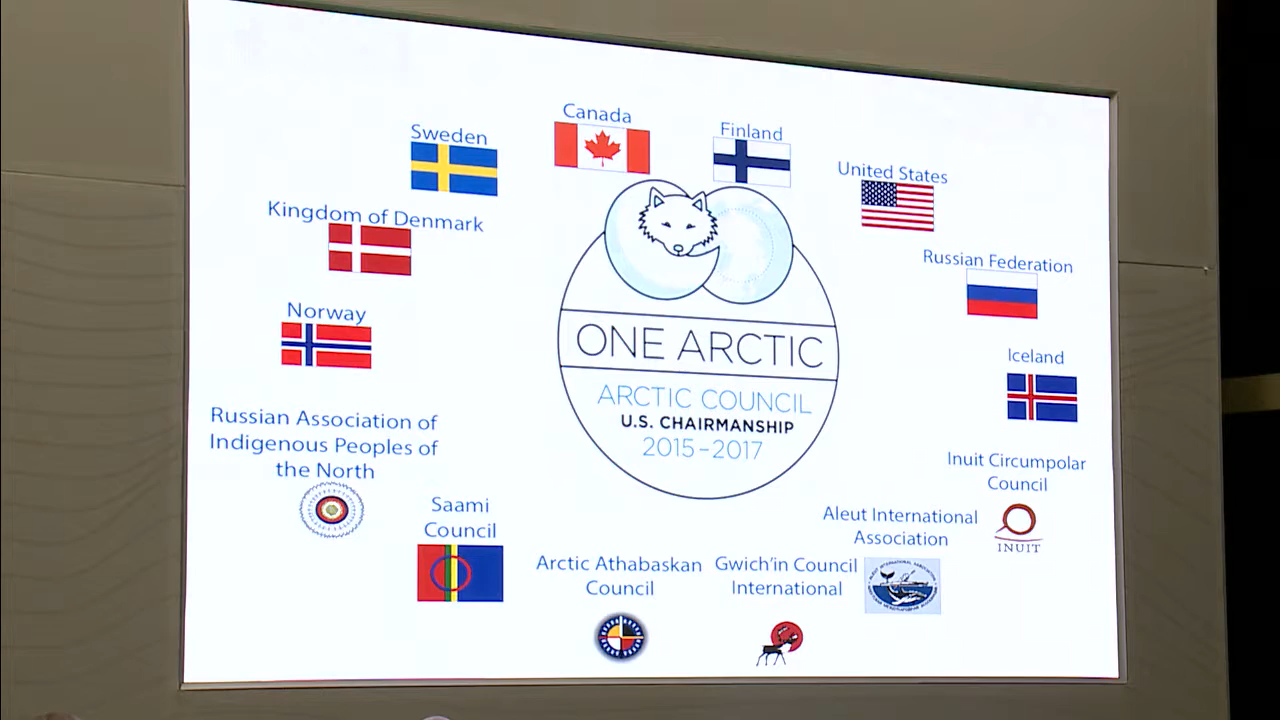 Canada
Sweden
Finland
United States
Kingdom of Denmark
Russian Federation
Norway
ONE ARCTIC
Iceland
ARCTIC COUNCIL
U.S. CHAIRMANSHIP
2015-2017
Russian Association of
Indigenous Peoples of
the North
Inuit Circumpolar
Council
Saami
Council
Aleut International
Association
INUIT
Arctic Athabaskan
Council
Gwich'in Council
International